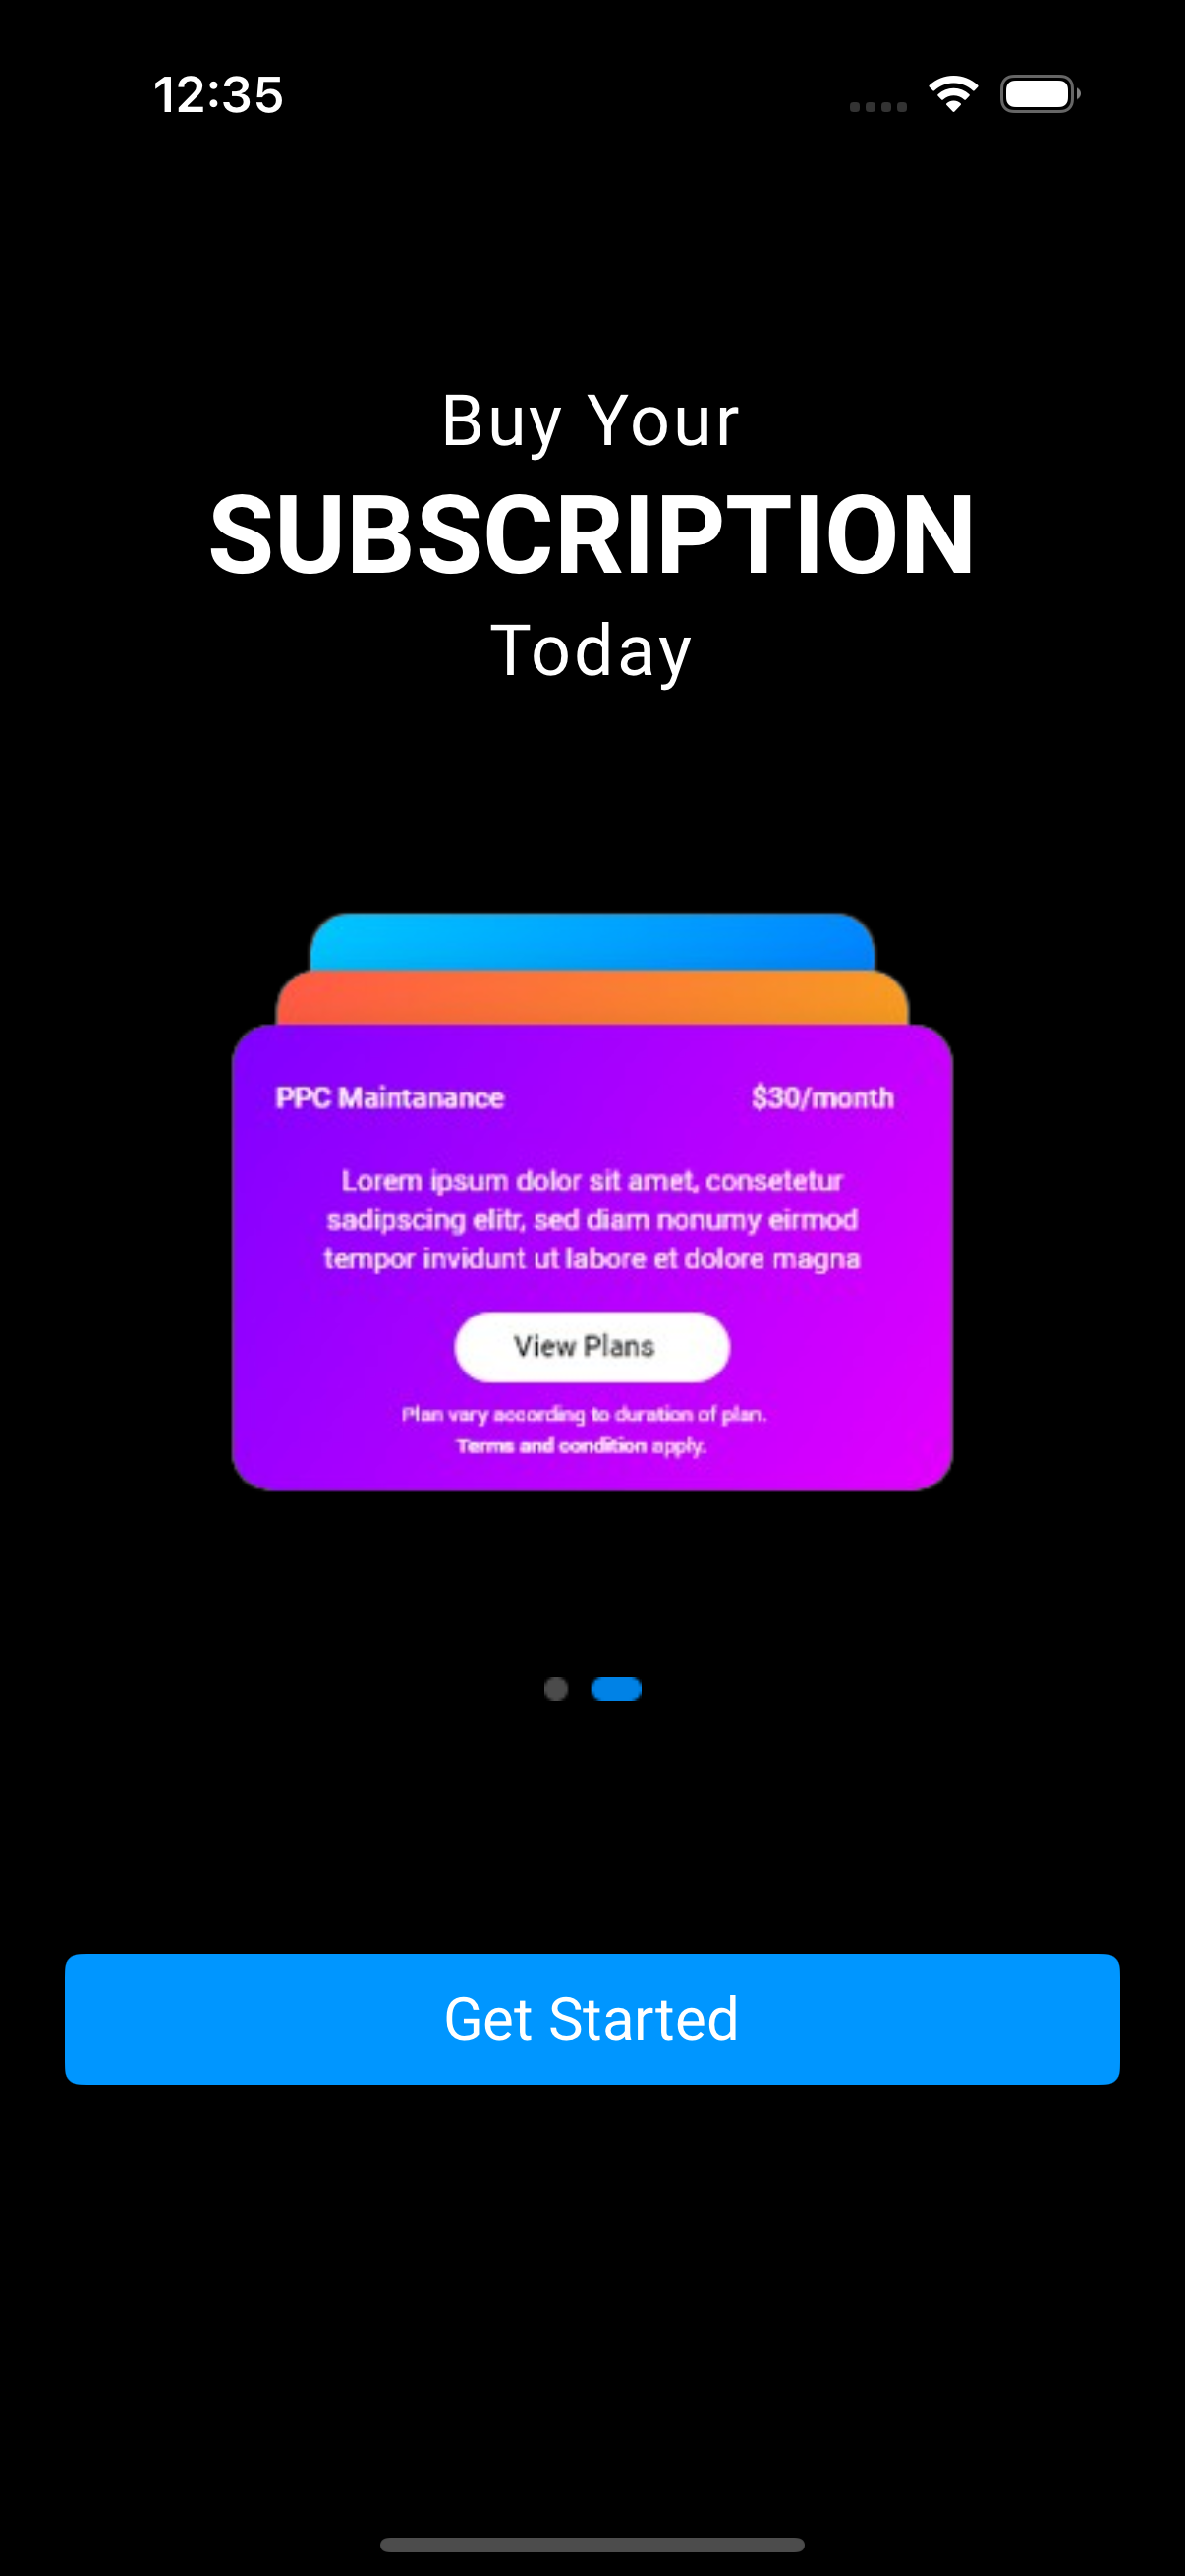 12:35
Buy Your
SUBSCRIPTION
Today
PPC Maintanance $30/month
Lorem ipsum dolor sit amet, consetetur
sadipscing elitr, sed diam nonumy eirmod
tempor invidunt ut labore et dolore magna
View Plans
Plan vary according to duration of plan.
Terms and condition apply.
Get Started